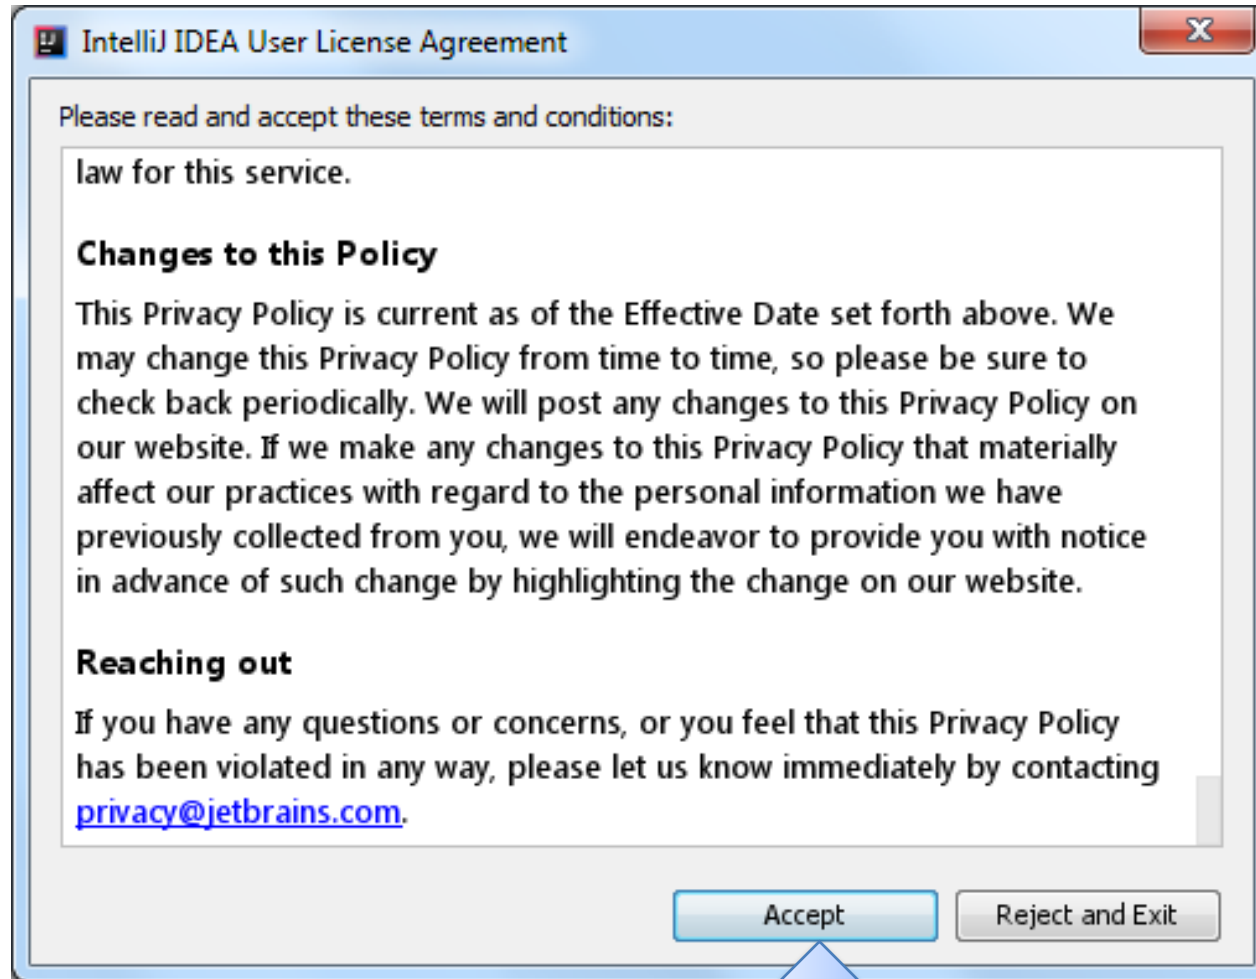 IntelliJ IDEA User License Agreement
Please read and accept these terms and conditions:
law for this service.
Changes to this Policy
This Privacy Policy is current as of the Effective Date set forth above. We
may change this Privacy Policy from time to time, so please be sure to
check back periodically. We will post any changes to this Privacy Policy on
our website. If we make any changes to this Privacy Policy that materially
affect our practices with regard to the personal information we have
previously collected from you, we will endeavor to provide you with notice
in advance of such change by highlighting the change on our website.
Reaching out
If you have any questions or concerns, or you feel that this Privacy Policy
has been violated in any way, please let us know immediately by contacting
privacy@jetbrains.com.
Accept
Reject and Exit